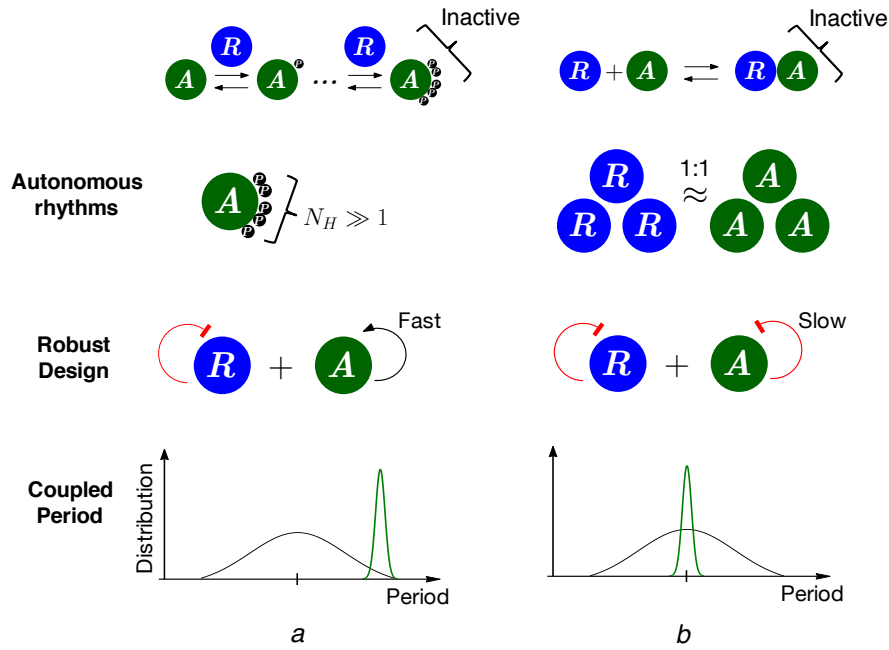 Inactive
R
R
A
A
P
...
A
P
P
P
P
P
Inactive
R + A
R A
Autonomous
rhythms
A
P
P
P
P
P
N_H ≫ 1
R
R R
1:1
≈
A
A A
Robust
Design
R + A
Fast
R + A
Slow
Coupled
Period
Distribution
Period
Period
a
b